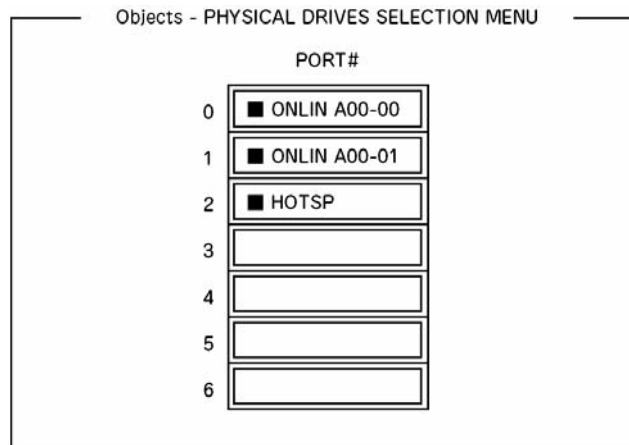 Objects - PHYSICAL DRIVES SELECTION MENU
PORT#
0 ■ ONLIN A00-00
1 ■ ONLIN A00-01
2 ■ HOTSP
3
4
5
6